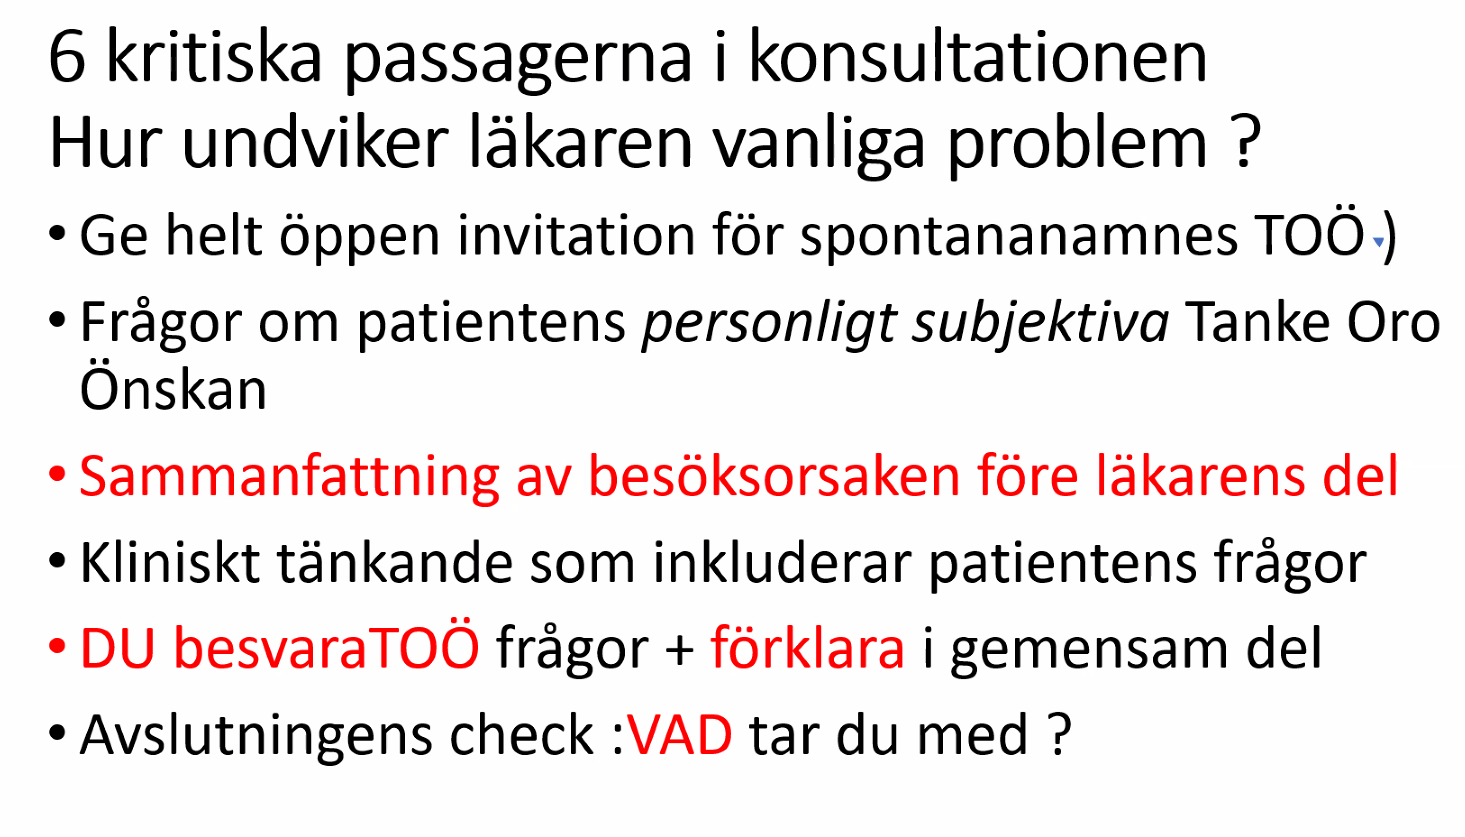 6 kritiska passagerna i konsultationen
Hur undviker läkaren vanliga problem ?
• Ge helt öppen invitation för spontananamnes TOÖ )
• Frågor om patientens personligt subjektiva Tanke Oro
Önskan
• Sammanfattning av besöksorsaken före läkarens del
• Kliniskt tänkande som inkluderar patientens frågor
• DU besvaraTOÖ frågor + förklara i gemensam del
• Avslutningens check :VAD tar du med ?